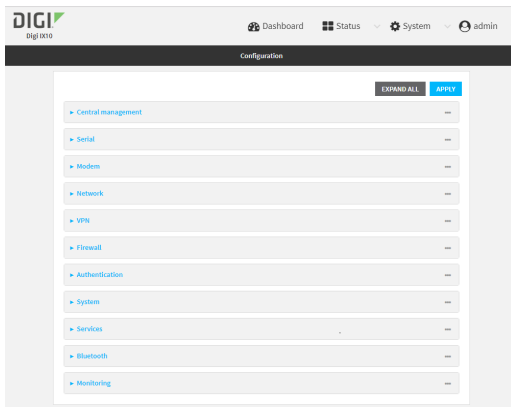 DIGI
Digi IX10
Dashboard
Status
System
admin
Configuration
EXPAND ALL
APPLY
Central management
Serial
Modem
Network
VPN
Firewall
Authentication
System
Services
Bluetooth
Monitoring